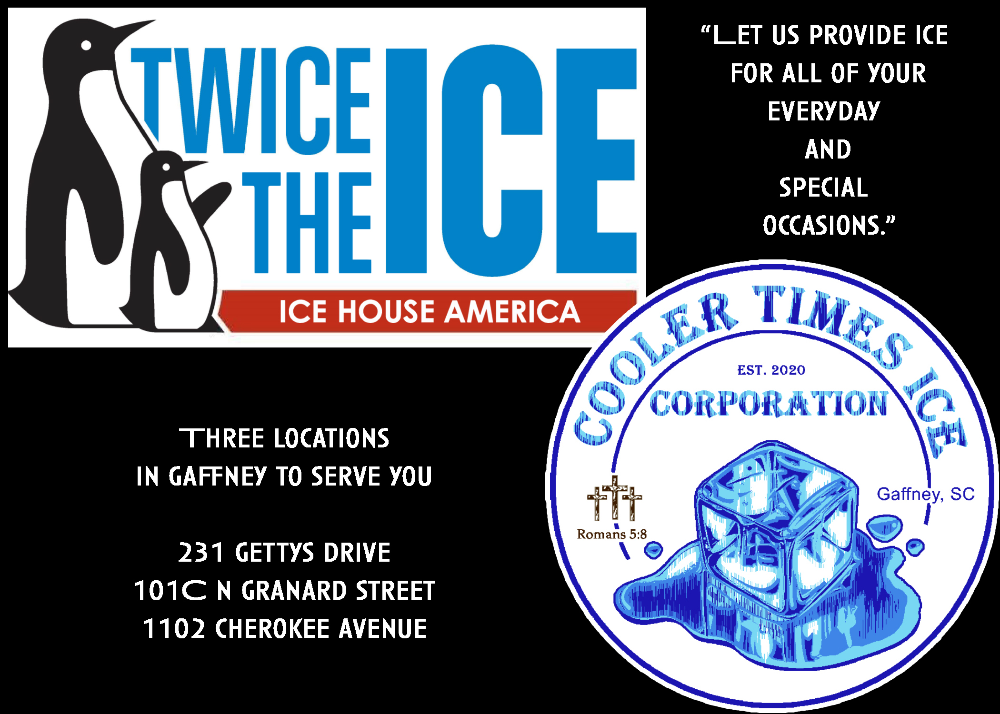 TWICE
THE
ICE
ICE HOUSE AMERICA
“LET US PROVIDE ICE
FOR ALL OF YOUR
EVERYDAY
AND
SPECIAL
OCCASIONS.”
COOLER TIMES ICE
EST. 2020
CORPORATION
Gaffney, SC
Romans 5:8
THREE LOCATIONS
IN GAFFNEY TO SERVE YOU
231 GETTYS DRIVE
101C N GRANARD STREET
1102 CHEROKEE AVENUE